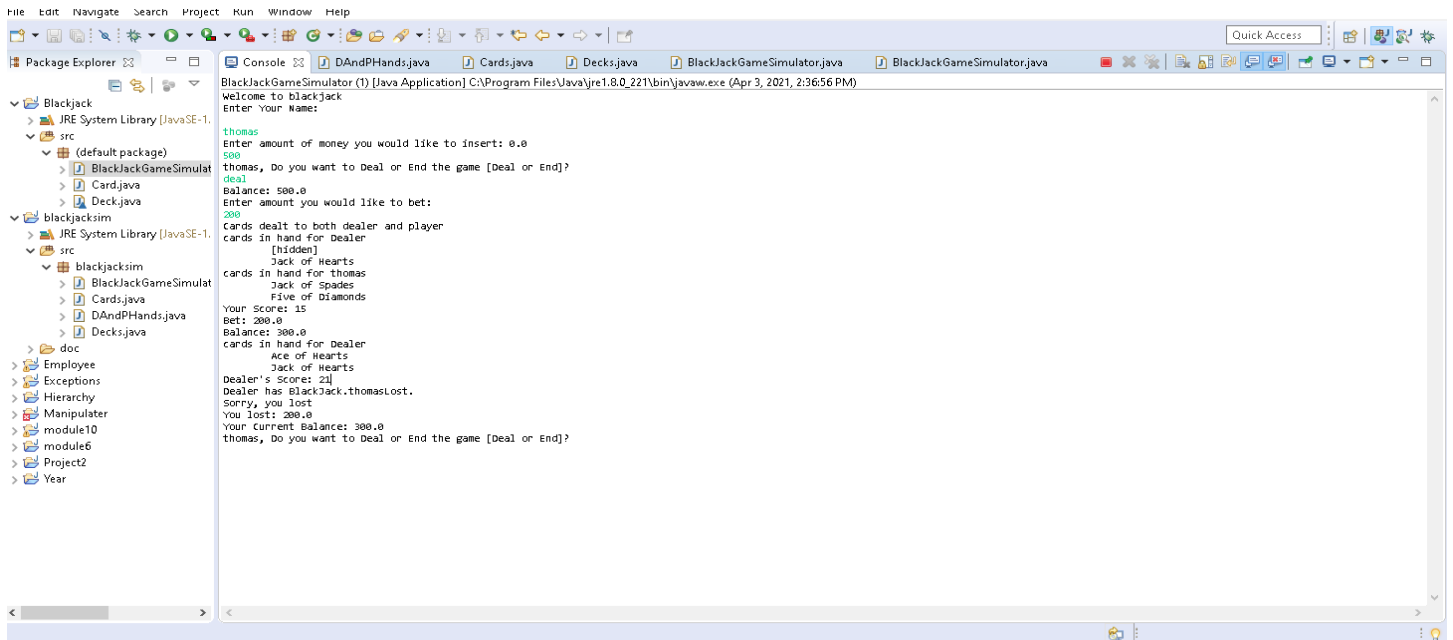 File Edit Navigate Search Project Run Window Help
Quick Access
Package Explorer
Console DAndPHands.java Cards.java Decks.java BlackJackGameSimulator.java BlackJackGameSimulator.java
Blackjack
JRE System Library [JavaSE-1.
src
(default package)
BlackJackGameSimulat
Card.java
Deck.java
blackjacksim
JRE System Library [JavaSE-1.
src
blackjacksim
BlackJackGameSimulat
Cards.java
DAndPHands.java
Decks.java
doc
Employee
Exceptions
Hierarchy
Manipulater
module10
module6
Project2
Year
BlackJackGameSimulator (1) [Java Application] C:\Program Files\Java\jre1.8.0_221\bin\javaw.exe (Apr 3, 2021, 2:36:56 PM)
Welcome to blackjack
Enter Your Name:
thomas
Enter amount of money you would like to insert: 0.0
500
thomas, Do you want to Deal or End the game [Deal or End]?
deal
Balance: 500.0
Enter amount you would like to bet:
200
Cards dealt to both dealer and player
cards in hand for Dealer
[hidden]
Jack of Hearts
cards in hand for thomas
Jack of Spades
Five of Diamonds
Your Score: 15
Bet: 200.0
Balance: 300.0
cards in hand for Dealer
Ace of Hearts
Jack of Hearts
Dealer's Score: 21
Dealer has BlackJack.thomasLost.
Sorry, you lost
You lost: 200.0
Your Current Balance: 300.0
thomas, Do you want to Deal or End the game [Deal or End]?